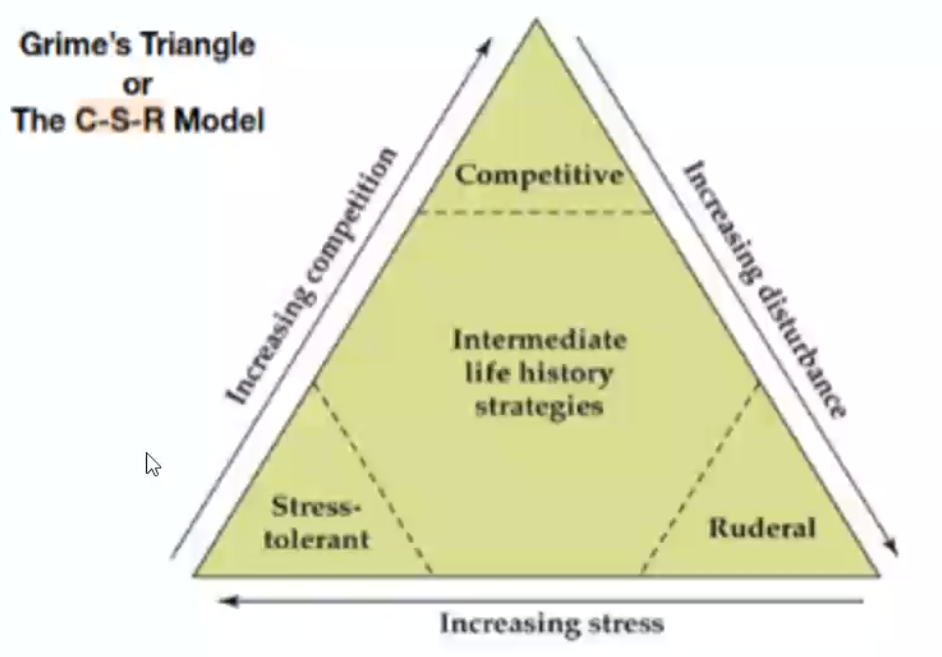 Grime's Triangle
or
The C-S-R Model
Increasing competition
Increasing disturbance
Competitive
Intermediate
life history
strategies
Stress-
tolerant
Ruderal
Increasing stress